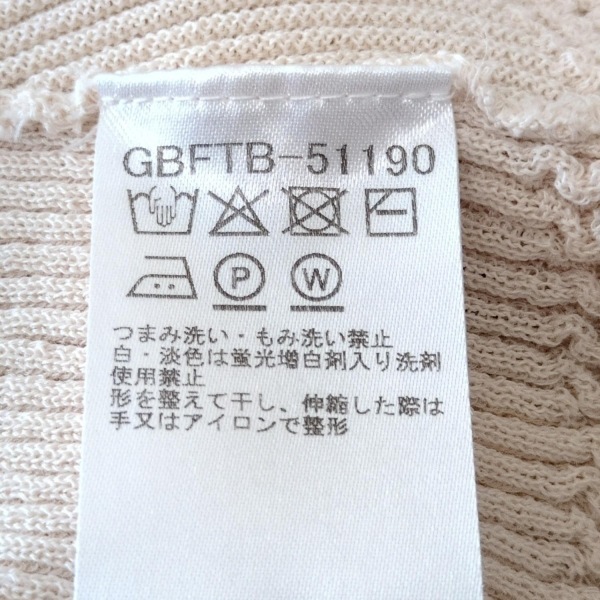 GBFTB-51190
P W
つまみ洗い・もみ洗い禁止
白・淡色は蛍光増白剤入り洗剤
使用禁止
形を整えて干し、伸縮した際は
手又はアイロンで整形